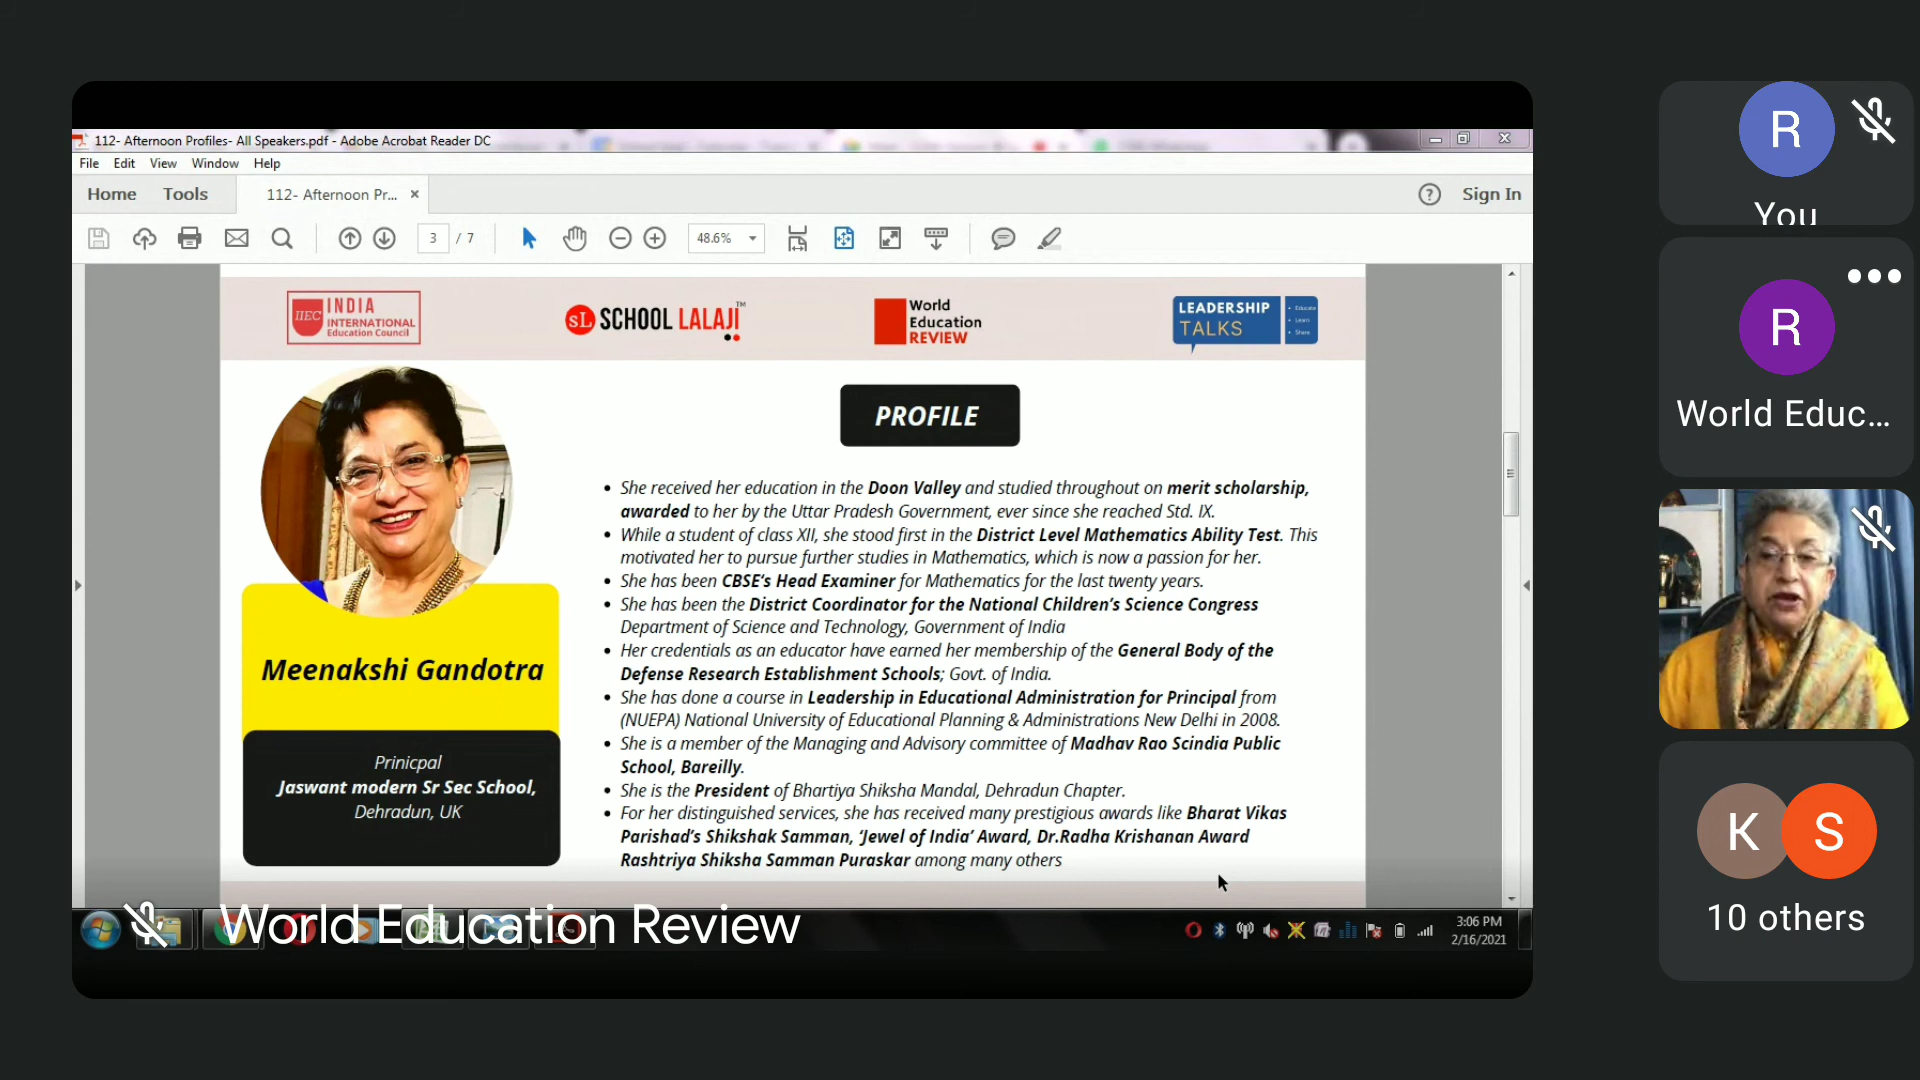 112- Afternoon Profiles- All Speakers.pdf - Adobe Acrobat Reader DC
File Edit View Window Help
Home Tools 112- Afternoon Pr... × Sign In
3 / 7 48.6%
IIEC INDIA
INTERNATIONAL
Education Council
sL SCHOOL LALAJI TM
World
Education
REVIEW
LEADERSHIP
TALKS
• Educate
• Learn
• Share
PROFILE
• She received her education in the Doon Valley and studied throughout on merit scholarship,
awarded to her by the Uttar Pradesh Government, ever since she reached Std. IX.
• While a student of class XII, she stood first in the District Level Mathematics Ability Test. This
motivated her to pursue further studies in Mathematics, which is now a passion for her.
• She has been CBSE's Head Examiner for Mathematics for the last twenty years.
• She has been the District Coordinator for the National Children's Science Congress
Department of Science and Technology, Government of India
• Her credentials as an educator have earned her membership of the General Body of the
Defense Research Establishment Schools; Govt. of India.
• She has done a course in Leadership in Educational Administration for Principal from
(NUEPA) National University of Educational Planning & Administrations New Delhi in 2008.
• She is a member of the Managing and Advisory committee of Madhav Rao Scindia Public
School, Bareilly.
• She is the President of Bhartiya Shiksha Mandal, Dehradun Chapter.
• For her distinguished services, she has received many prestigious awards like Bharat Vikas
Parishad's Shikshak Samman, 'Jewel of India' Award, Dr.Radha Krishanan Award
Rashtriya Shiksha Samman Puraskar among many others
Meenakshi Gandotra
Prinicpal
Jaswant modern Sr Sec School,
Dehradun, UK
World Education Review
3:06 PM
2/16/2021
R
You
R
World Educ...
K S
10 others